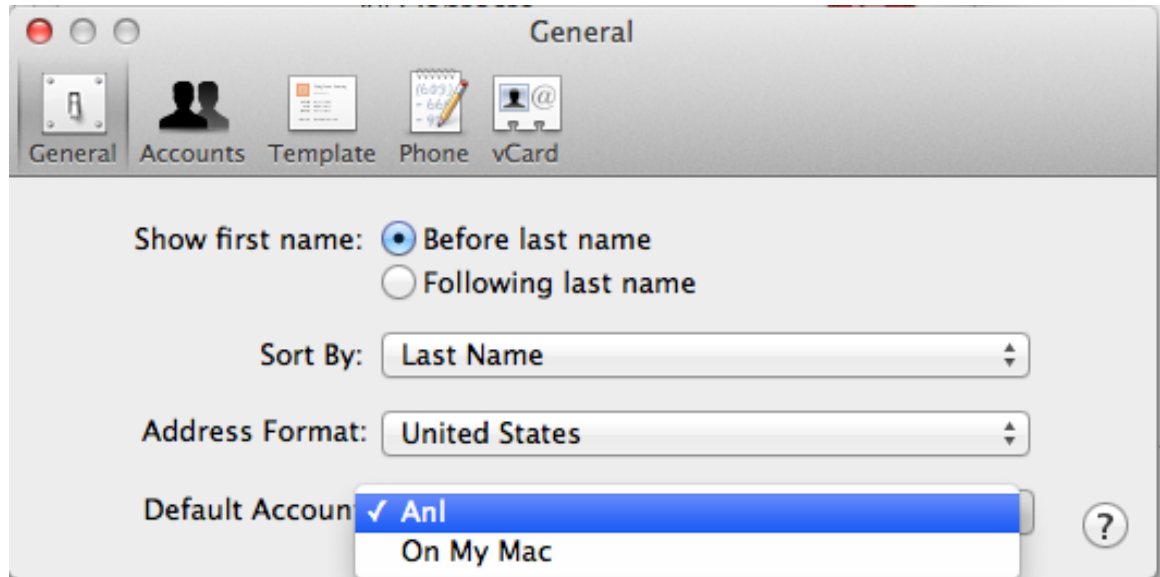 General
General Accounts Template Phone vCard
Show first name: Before last name
Following last name
Sort By: Last Name
Address Format: United States
Default Accoun ✓ Anl
On My Mac
?